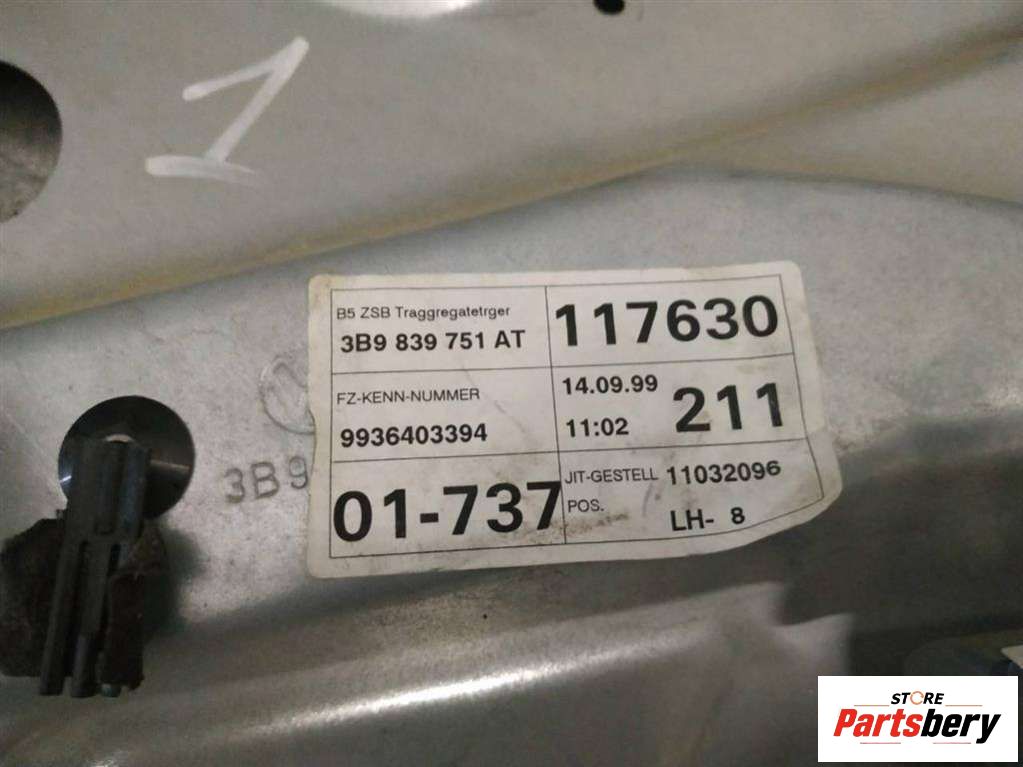 1
B5 ZSB Traggregatetrger
3B9 839 751 AT
117630
FZ-KENN-NUMMER
9936403394
14.09.99
11:02
211
01-737
JIT-GESTELL 11032096
POS.
LH- 8
3B9
STORE
Partsbery